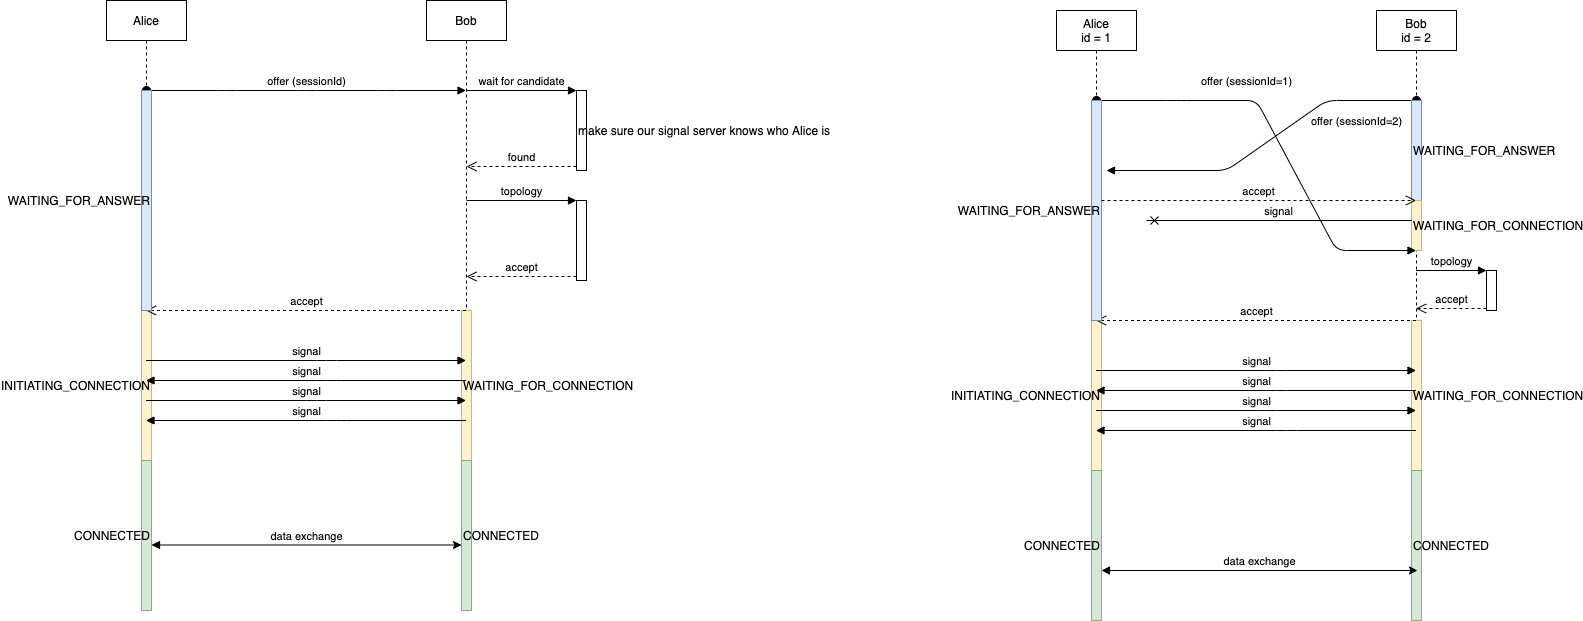 Alice
Bob
offer (sessionId)
wait for candidate
make sure our signal server knows who Alice is
found
topology
WAITING_FOR_ANSWER
accept
accept
signal
signal
INITIATING_CONNECTION
WAITING_FOR_CONNECTION
signal
signal
CONNECTED
data exchange
CONNECTED
Alice
id = 1
Bob
id = 2
offer (sessionId=1)
offer (sessionId=2)
WAITING_FOR_ANSWER
accept
WAITING_FOR_ANSWER
signal
WAITING_FOR_CONNECTION
topology
accept
accept
signal
signal
INITIATING_CONNECTION
WAITING_FOR_CONNECTION
signal
signal
CONNECTED
CONNECTED
data exchange